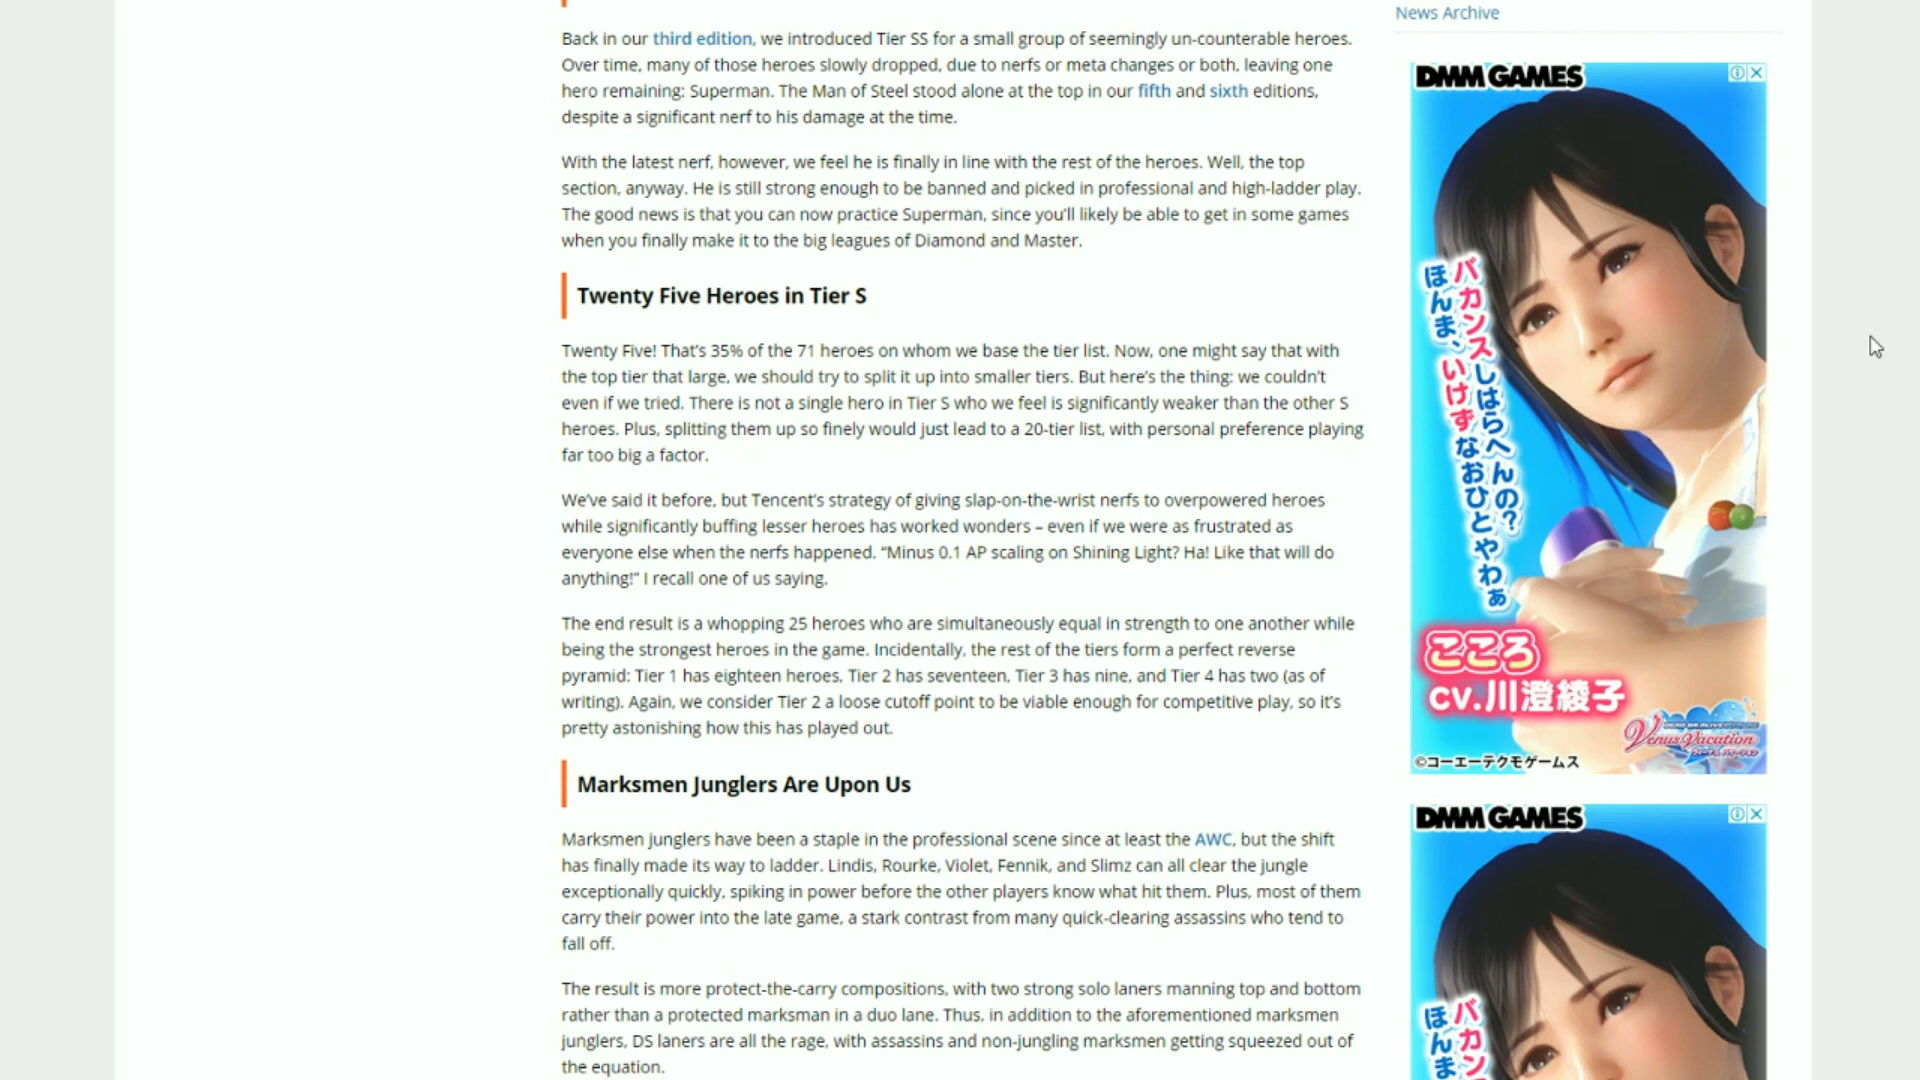 Back in our third edition, we introduced Tier SS for a small group of seemingly un-counterable heroes.
Over time, many of those heroes slowly dropped, due to nerfs or meta changes or both, leaving one
hero remaining: Superman. The Man of Steel stood alone at the top in our fifth and sixth editions,
despite a significant nerf to his damage at the time.
With the latest nerf, however, we feel he is finally in line with the rest of the heroes. Well, the top
section, anyway. He is still strong enough to be banned and picked in professional and high-ladder play.
The good news is that you can now practice Superman, since you'll likely be able to get in some games
when you finally make it to the big leagues of Diamond and Master.
Twenty Five Heroes in Tier S
Twenty Five! That's 35% of the 71 heroes on whom we base the tier list. Now, one might say that with
the top tier that large, we should try to split it up into smaller tiers. But here's the thing: we couldn't
even if we tried. There is not a single hero in Tier S who we feel is significantly weaker than the other S
heroes. Plus, splitting them up so finely would just lead to a 20-tier list, with personal preference playing
far too big a factor.
We've said it before, but Tencent's strategy of giving slap-on-the-wrist nerfs to overpowered heroes
while significantly buffing lesser heroes has worked wonders – even if we were as frustrated as
everyone else when the nerfs happened. “Minus 0.1 AP scaling on Shining Light? Ha! Like that will do
anything!” I recall one of us saying.
The end result is a whopping 25 heroes who are simultaneously equal in strength to one another while
being the strongest heroes in the game. Incidentally, the rest of the tiers form a perfect reverse
pyramid: Tier 1 has eighteen heroes, Tier 2 has seventeen, Tier 3 has nine, and Tier 4 has two (as of
writing). Again, we consider Tier 2 a loose cutoff point to be viable enough for competitive play, so it's
pretty astonishing how this has played out.
Marksmen Junglers Are Upon Us
Marksmen junglers have been a staple in the professional scene since at least the AWC, but the shift
has finally made its way to ladder. Lindis, Rourke, Violet, Fennik, and Slimz can all clear the jungle
exceptionally quickly, spiking in power before the other players know what hit them. Plus, most of them
carry their power into the late game, a stark contrast from many quick-clearing assassins who tend to
fall off.
The result is more protect-the-carry compositions, with two strong solo laners manning top and bottom
rather than a protected marksman in a duo lane. Thus, in addition to the aforementioned marksmen
junglers, DS laners are all the rage, with assassins and non-jungling marksmen getting squeezed out of
the equation.
News Archive
DMM GAMES
バカンスしはらへんの?
ほんま、いけずなおひとやわぁ
こころ
CV.川澄綾子
Venus Vacation
©コーエーテクモゲームス
DMM GAMES
バカン
ほんま